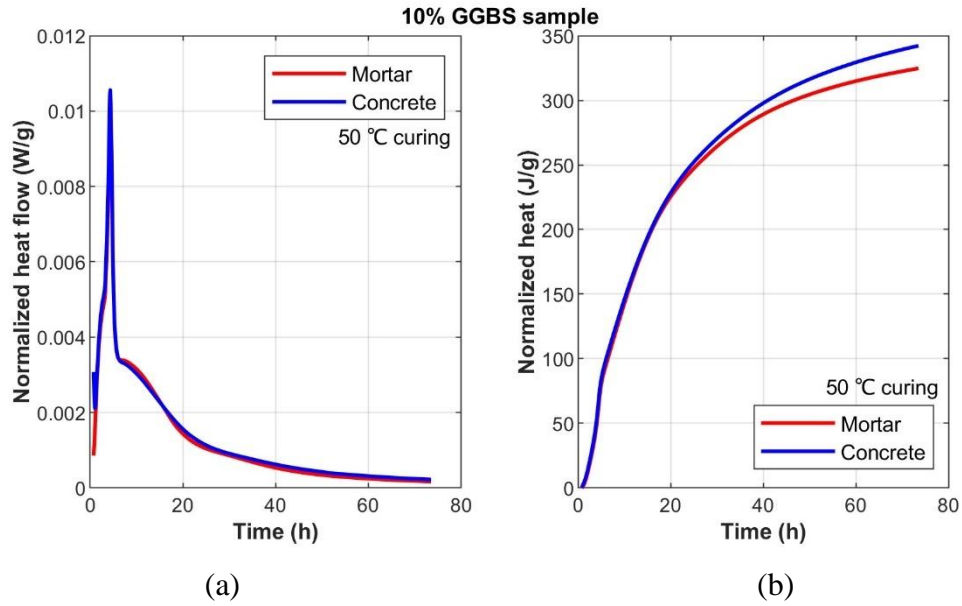 10% GGBS sample
Normalized heat flow (W/g)
0.012
0.01
0.008
0.006
0.004
0.002
0
0
20
40
60
80
Time (h)
Mortar
Concrete
50 ℃ curing
(a)
Normalized heat (J/g)
350
300
250
200
150
100
50
0
0
20
40
60
80
Time (h)
50 ℃ curing
Mortar
Concrete
(b)